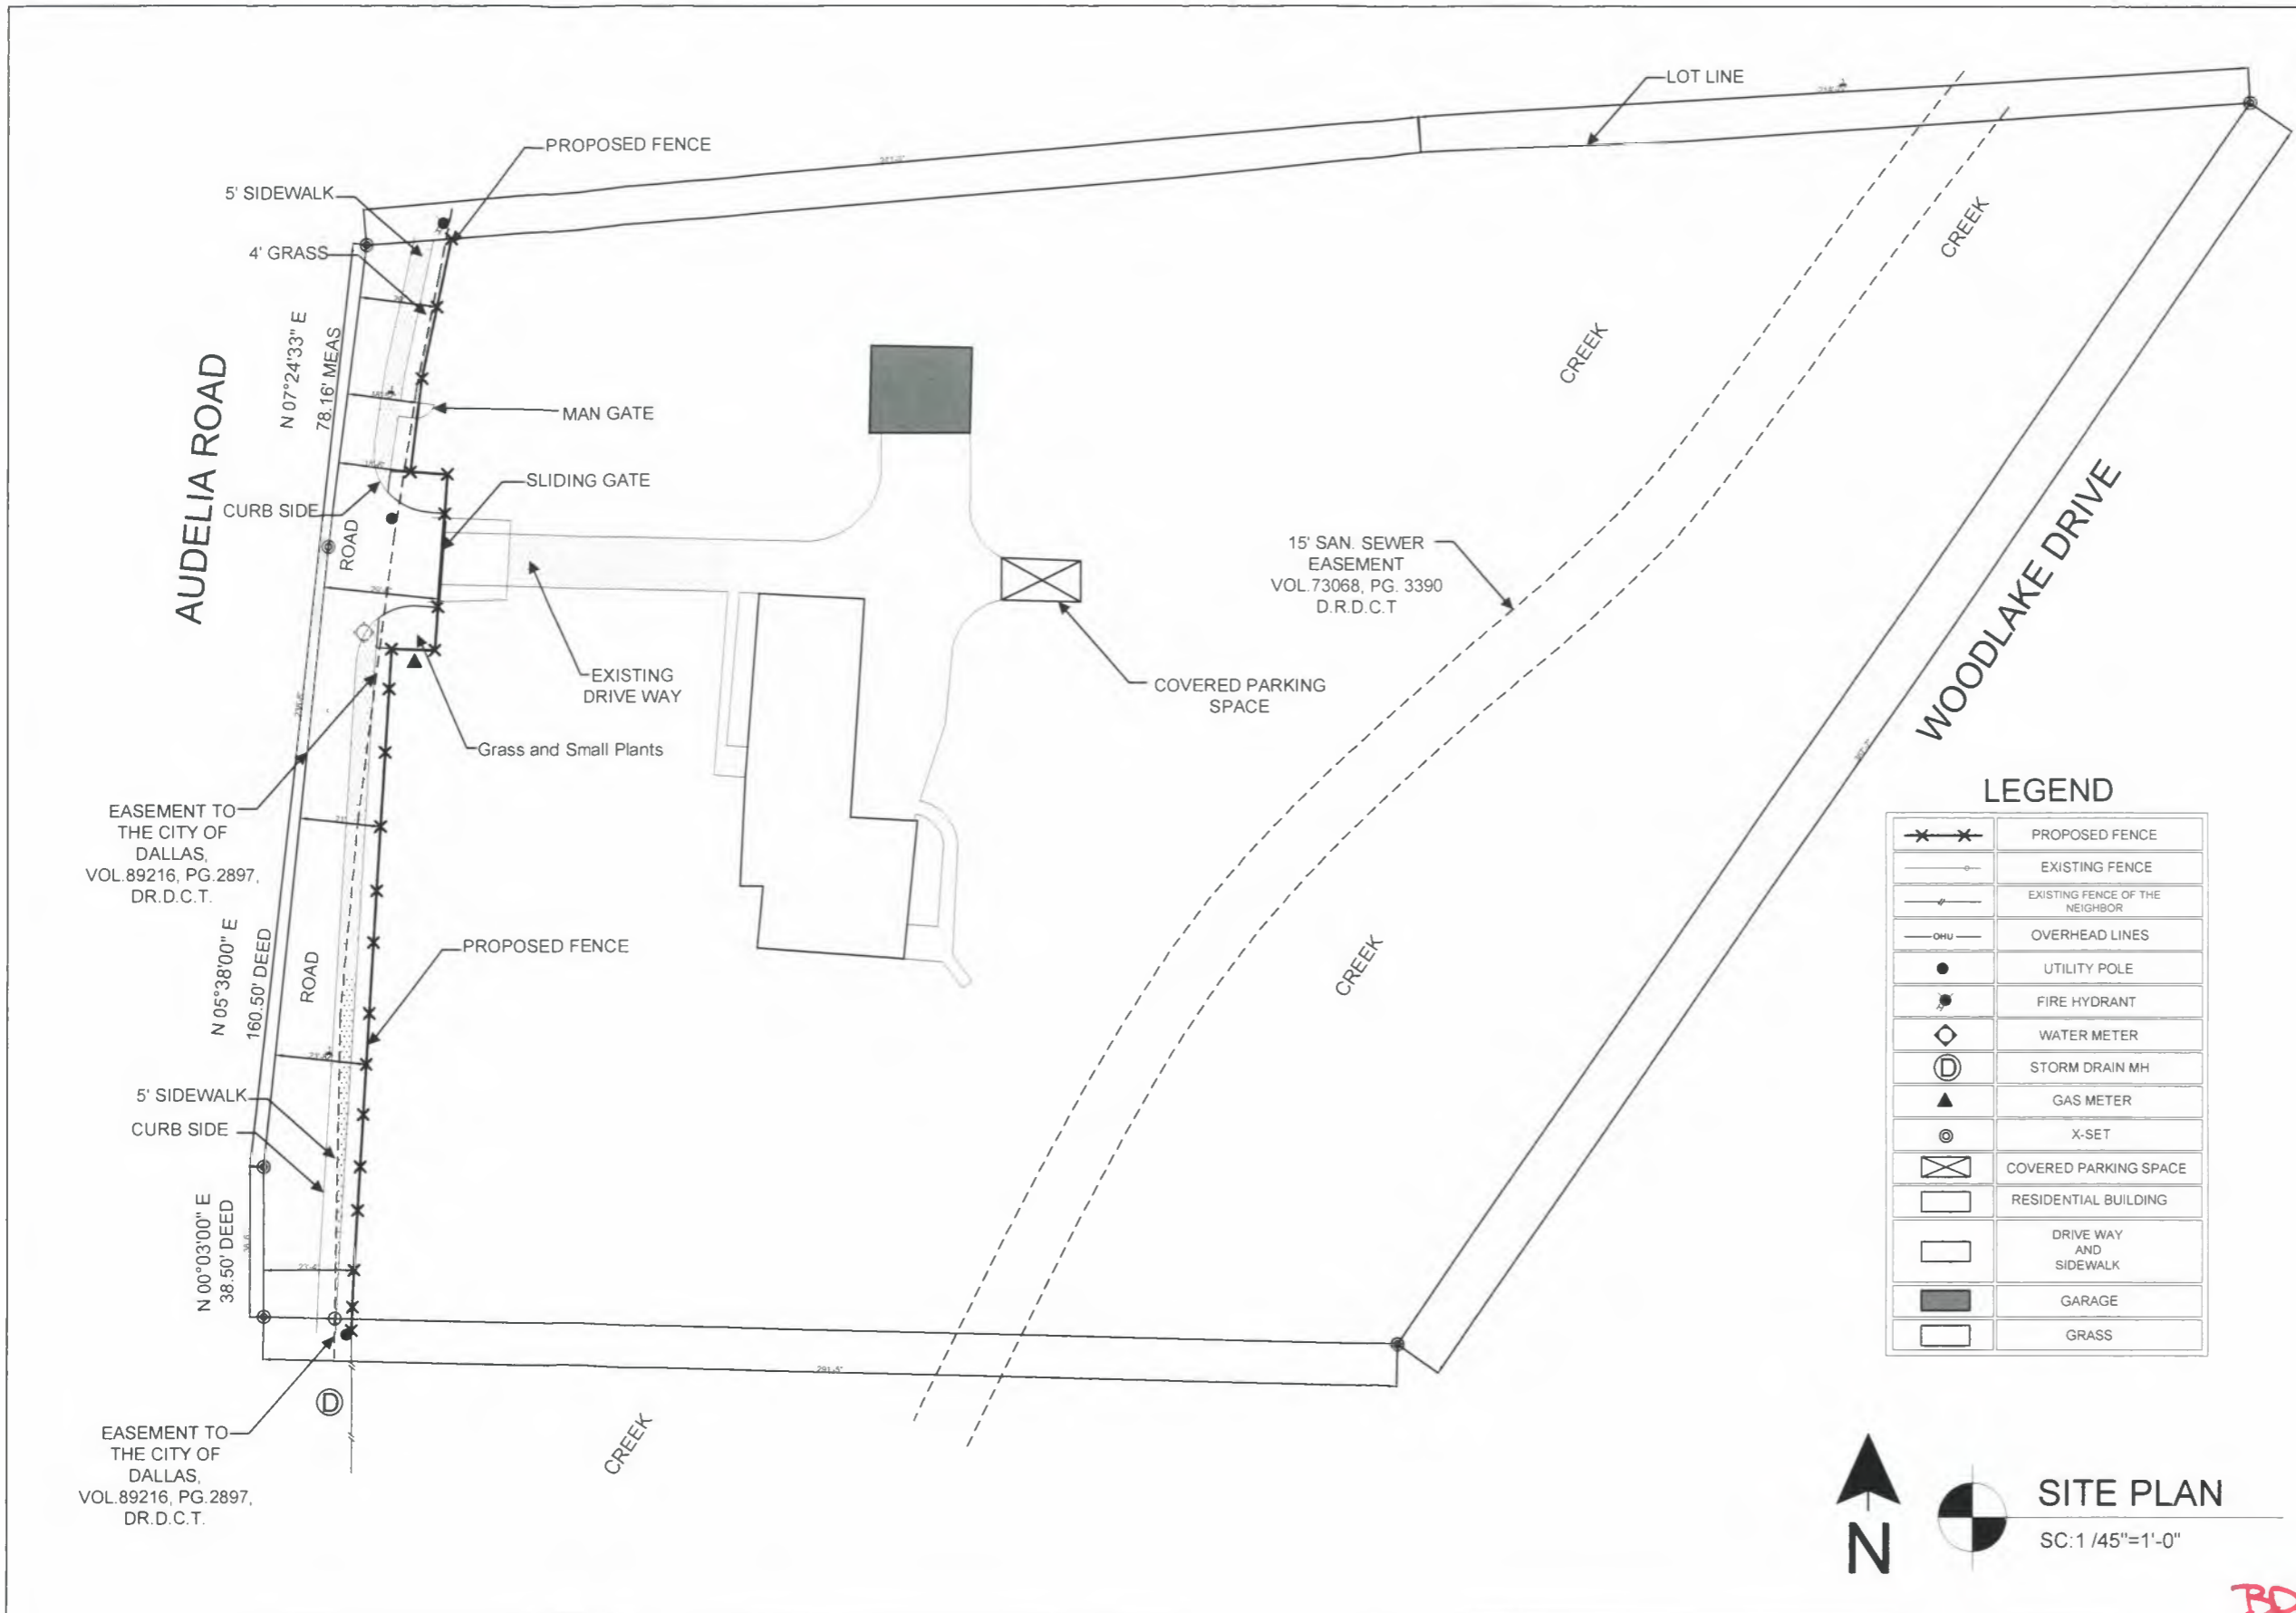 LOT LINE
PROPOSED FENCE
5' SIDEWALK
4' GRASS
CREEK
N 07°24'33" E
78.16' MEAS
AUDELIA ROAD
CREEK
MAN GATE
SLIDING GATE
CURB SIDE
ROAD
15' SAN. SEWER
EASEMENT
VOL.73068, PG. 3390
D.R.D.C.T
WOODLAKE DRIVE
EXISTING
DRIVE WAY
COVERED PARKING
SPACE
Grass and Small Plants
EASEMENT TO
THE CITY OF
DALLAS,
VOL.89216, PG.2897,
DR.D.C.T.
N 05°38'00" E
160.50' DEED
ROAD
PROPOSED FENCE
CREEK
5' SIDEWALK
CURB SIDE
N 00°03'00" E
38.50' DEED
291'-5"
D
EASEMENT TO
THE CITY OF
DALLAS,
VOL.89216, PG.2897,
DR.D.C.T.
CREEK
LEGEND
PROPOSED FENCE
EXISTING FENCE
EXISTING FENCE OF THE
NEIGHBOR
OHU
OVERHEAD LINES
UTILITY POLE
FIRE HYDRANT
WATER METER
D
STORM DRAIN MH
GAS METER
X-SET
COVERED PARKING SPACE
RESIDENTIAL BUILDING
DRIVE WAY
AND
SIDEWALK
GARAGE
GRASS
N
SITE PLAN
SC:1 /45"=1'-0"
BD